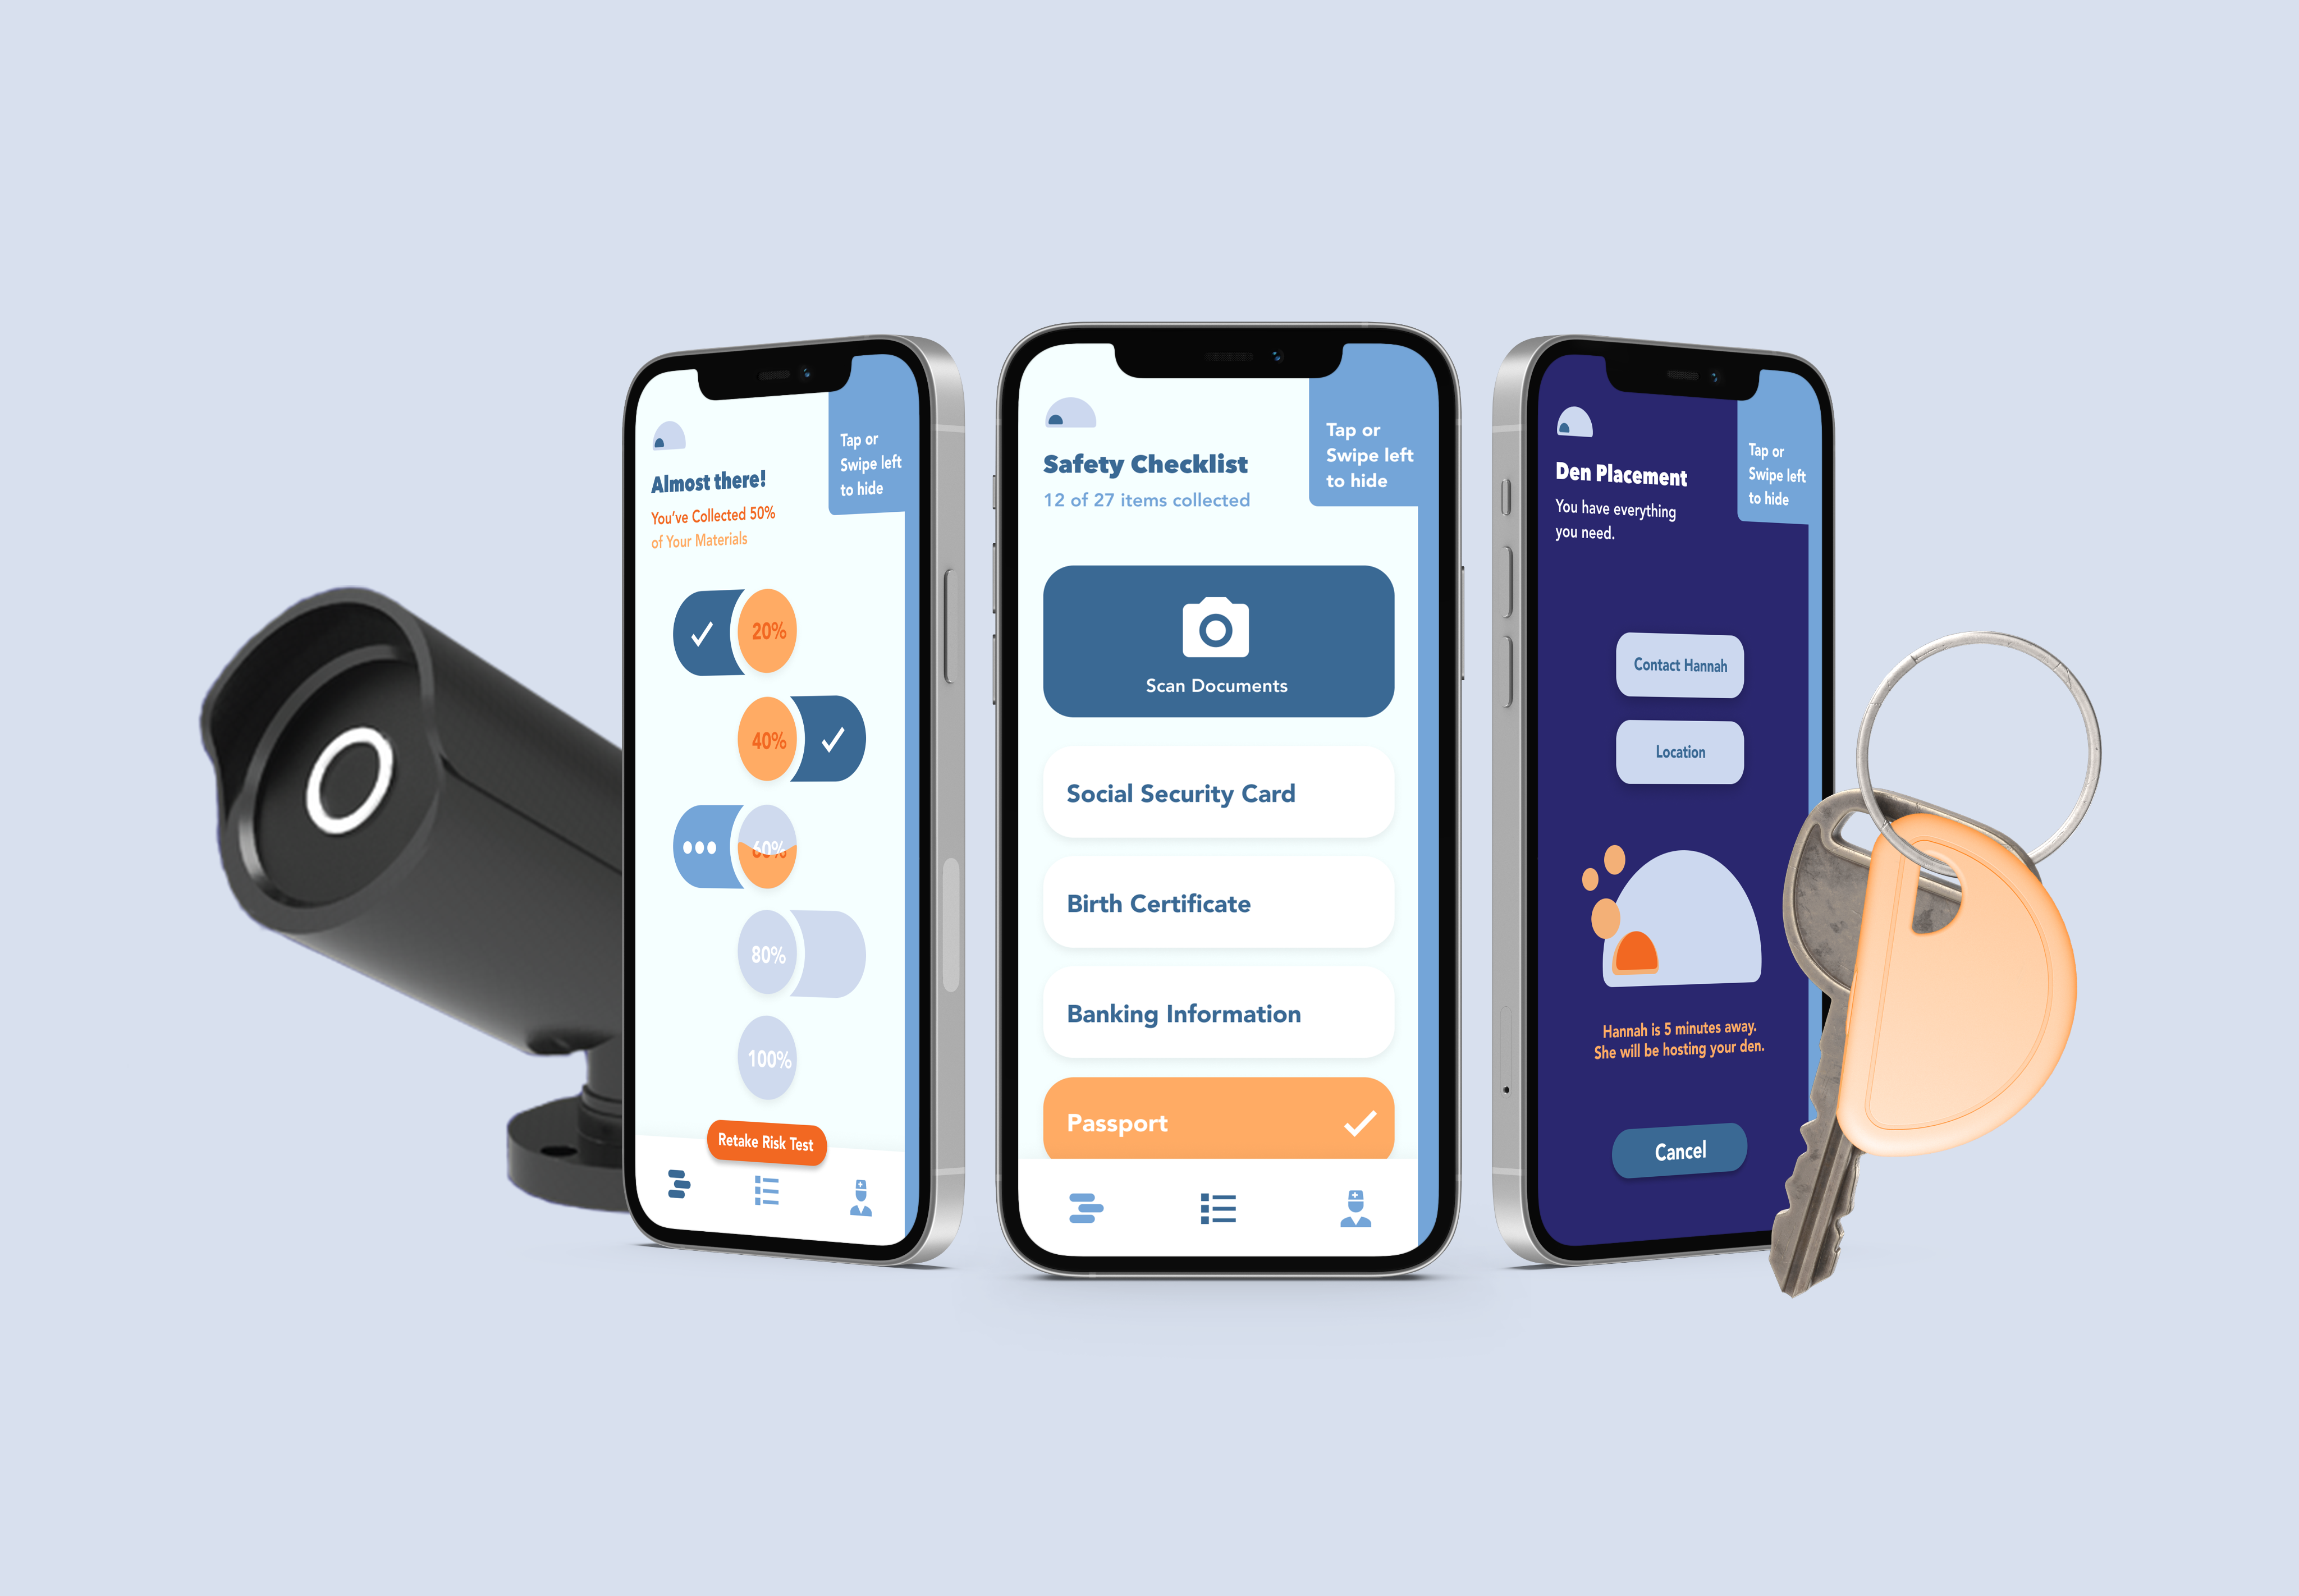 Almost there!
You've Collected 50%
of Your Materials
Tap or
Swipe left
to hide
20%
40%
60%
80%
100%
Retake Risk Test
Safety Checklist
12 of 27 items collected
Tap or
Swipe left
to hide
Scan Documents
Social Security Card
Birth Certificate
Banking Information
Passport
Den Placement
You have everything
you need.
Tap or
Swipe left
to hide
Contact Hannah
Location
Hannah is 5 minutes away.
She will be hosting your den.
Cancel